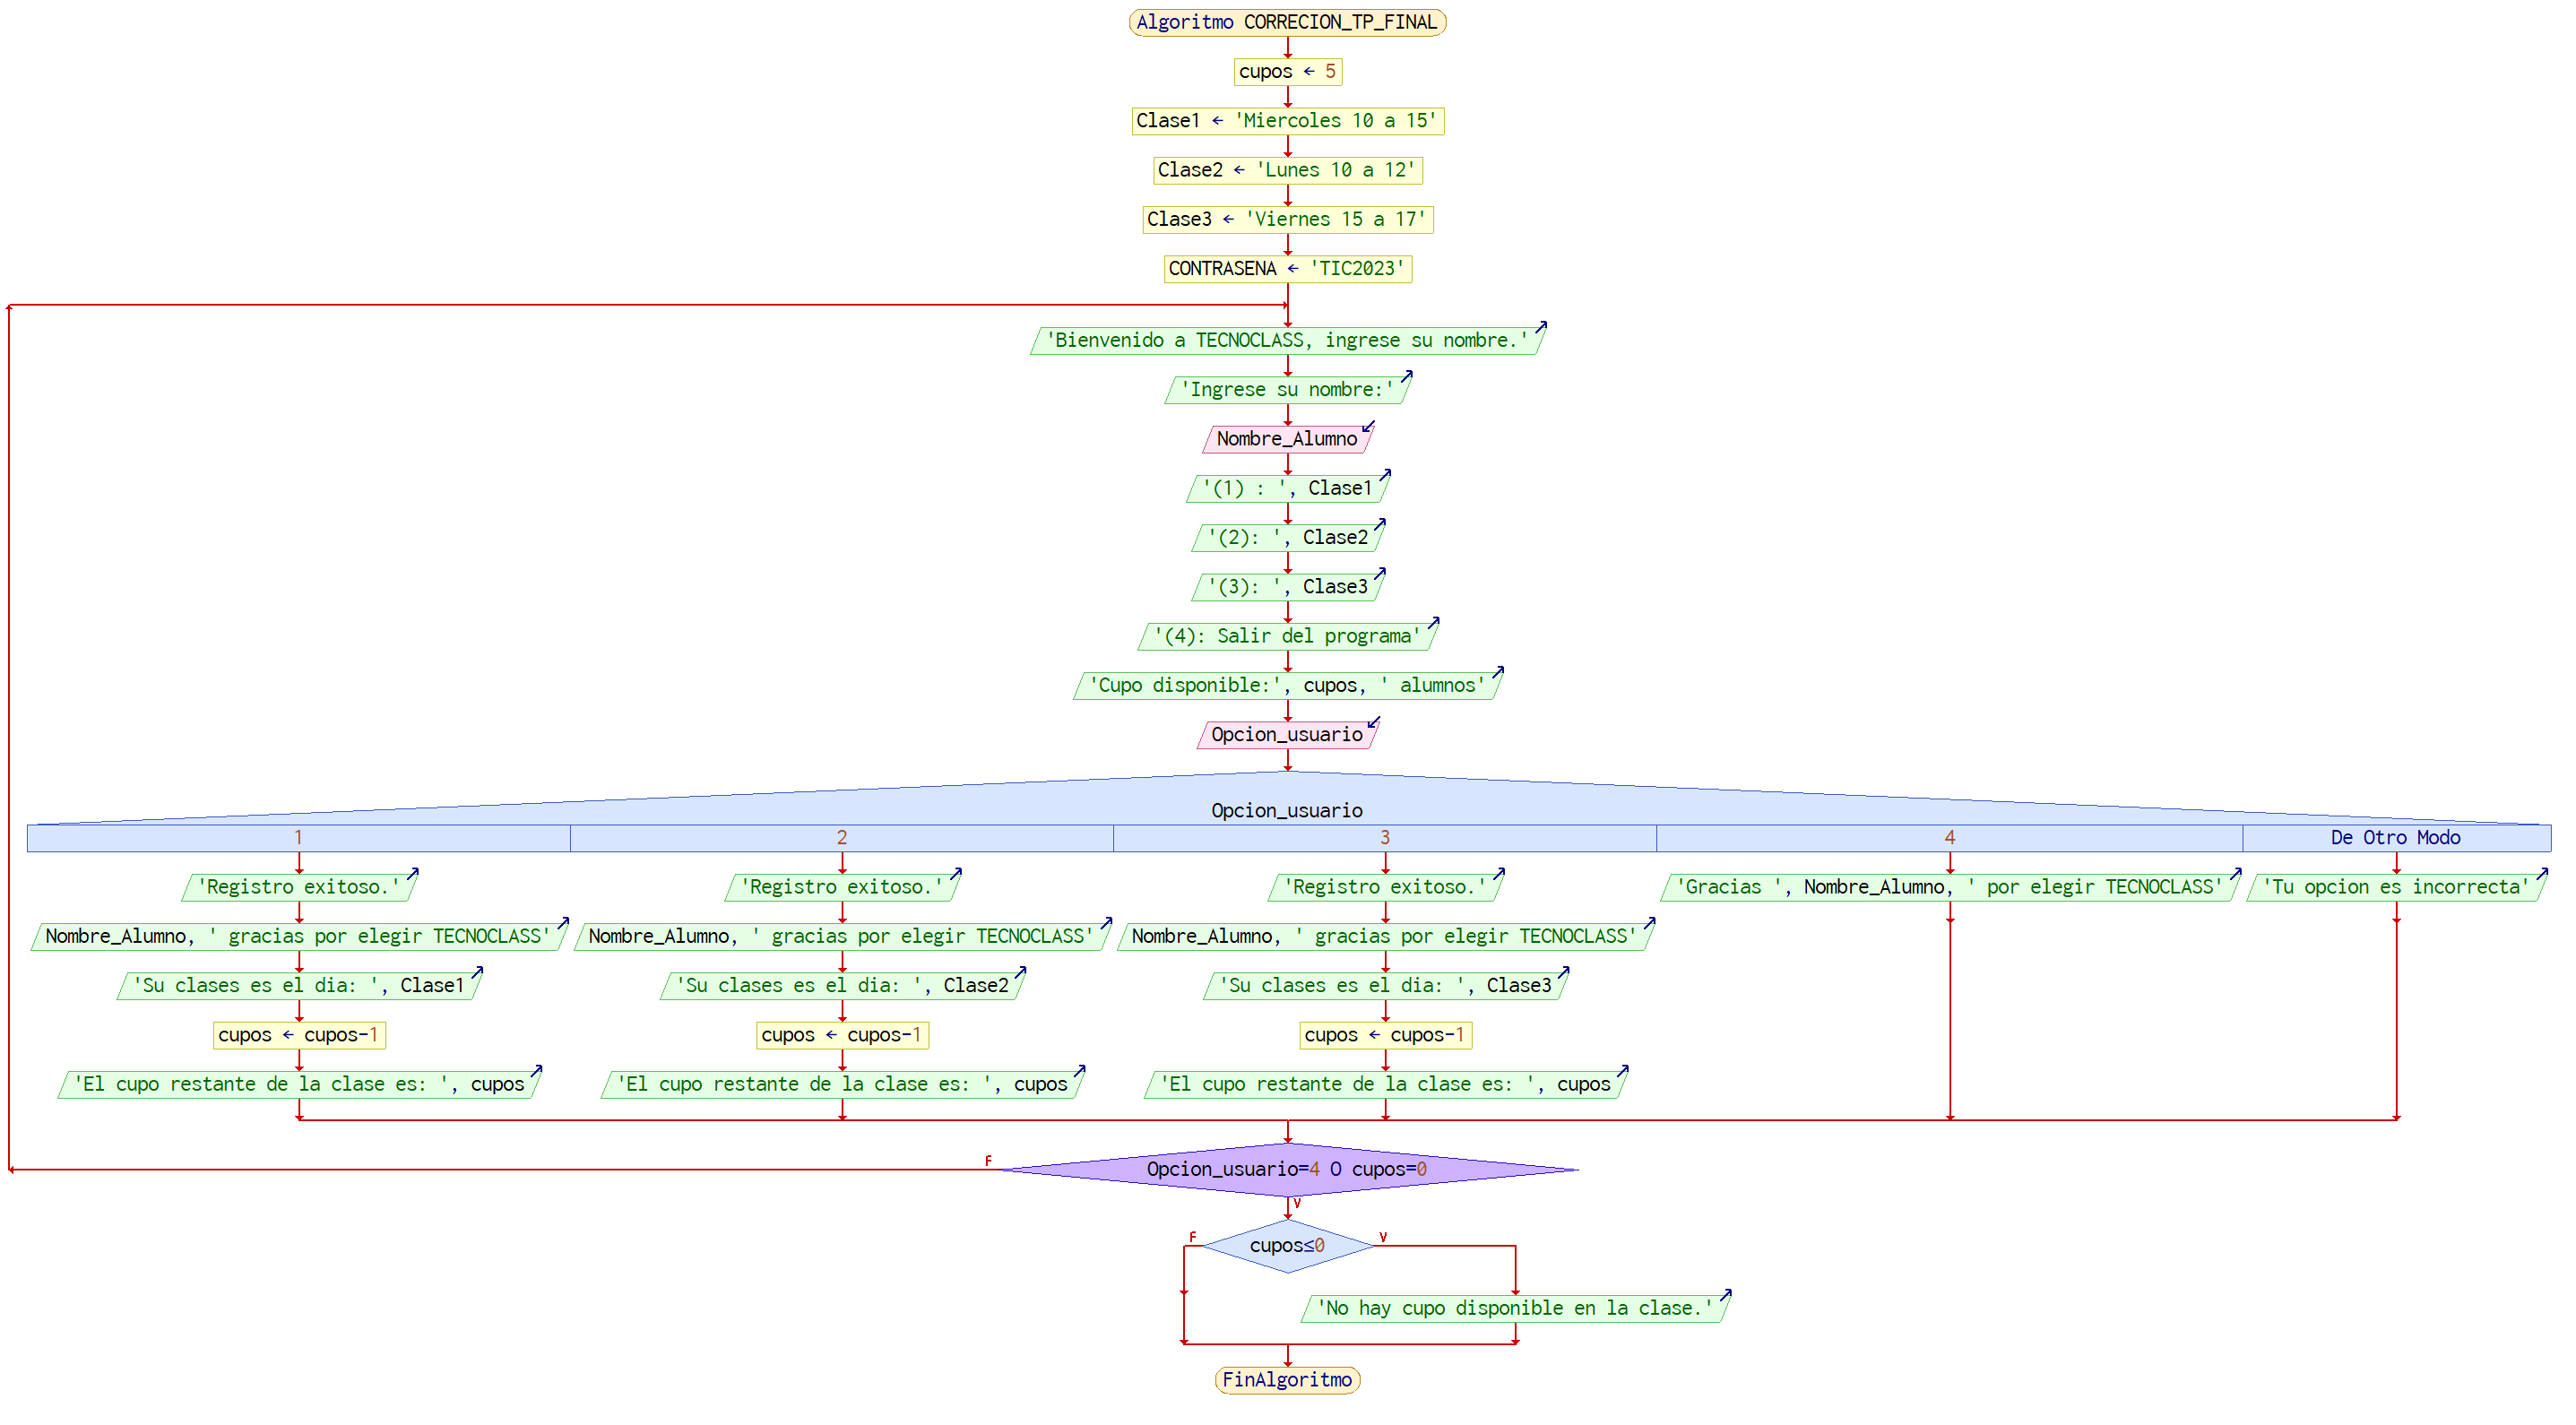 Algoritmo CORRECION_TP_FINAL
cupos ← 5
Clase1 ← 'Miercoles 10 a 15'
Clase2 ← 'Lunes 10 a 12'
Clase3 ← 'Viernes 15 a 17'
CONTRASENA ← 'TIC2023'
'Bienvenido a TECNOCLASS, ingrese su nombre.'
'Ingrese su nombre:'
Nombre_Alumno
'(1) : ', Clase1
'(2): ', Clase2
'(3): ', Clase3
'(4): Salir del programa'
'Cupo disponible:', cupos, ' alumnos'
Opcion_usuario
Opcion_usuario
1 2 3 4 De Otro Modo
'Registro exitoso.' 'Registro exitoso.' 'Registro exitoso.' 'Gracias ', Nombre_Alumno, ' por elegir TECNOCLASS' 'Tu opcion es incorrecta'
Nombre_Alumno, ' gracias por elegir TECNOCLASS' Nombre_Alumno, ' gracias por elegir TECNOCLASS' Nombre_Alumno, ' gracias por elegir TECNOCLASS'
'Su clases es el dia: ', Clase1 'Su clases es el dia: ', Clase2 'Su clases es el dia: ', Clase3
cupos ← cupos-1 cupos ← cupos-1 cupos ← cupos-1
'El cupo restante de la clase es: ', cupos 'El cupo restante de la clase es: ', cupos 'El cupo restante de la clase es: ', cupos
F Opcion_usuario=4 O cupos=0
V
F cupos≤0 V
'No hay cupo disponible en la clase.'
FinAlgoritmo